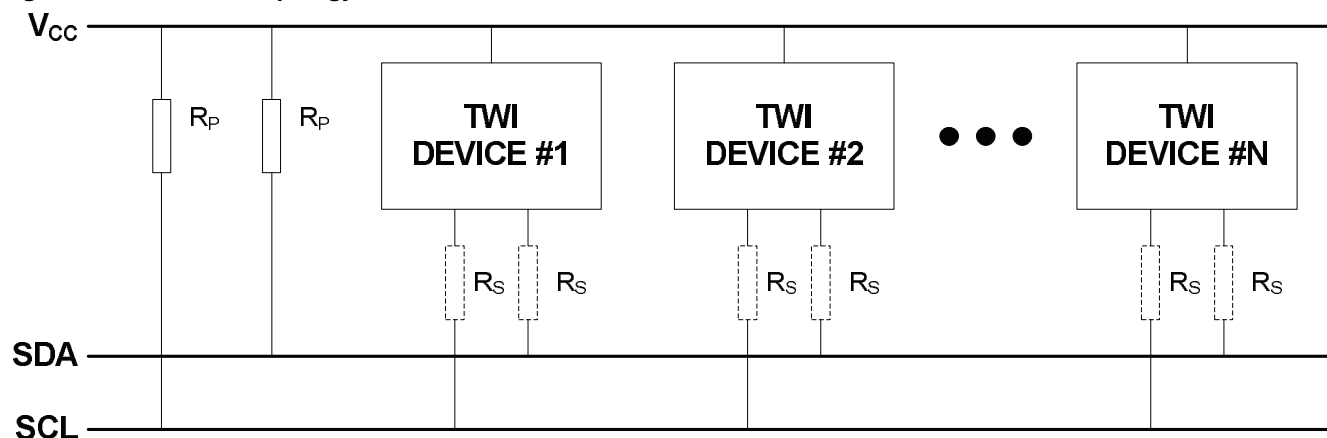 VCC
RP
RP
TWI
DEVICE #1
TWI
DEVICE #2
TWI
DEVICE #N
RS
RS
RS
RS
RS
RS
SDA
SCL